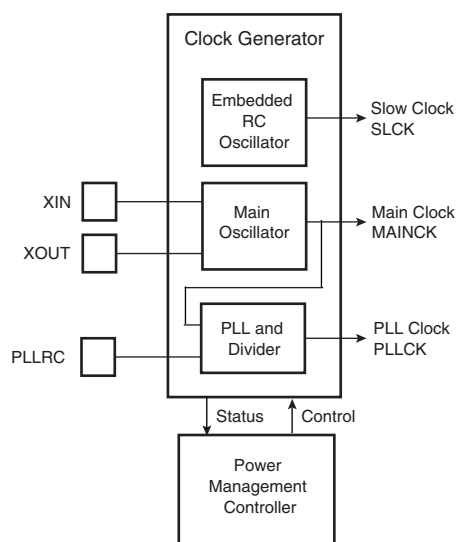 Clock Generator
Embedded
RC
Oscillator
Slow Clock
SLCK
XIN
Main
Oscillator
Main Clock
MAINCK
XOUT
PLL and
Divider
PLL Clock
PLLCK
PLLRC
Status
Control
Power
Management
Controller